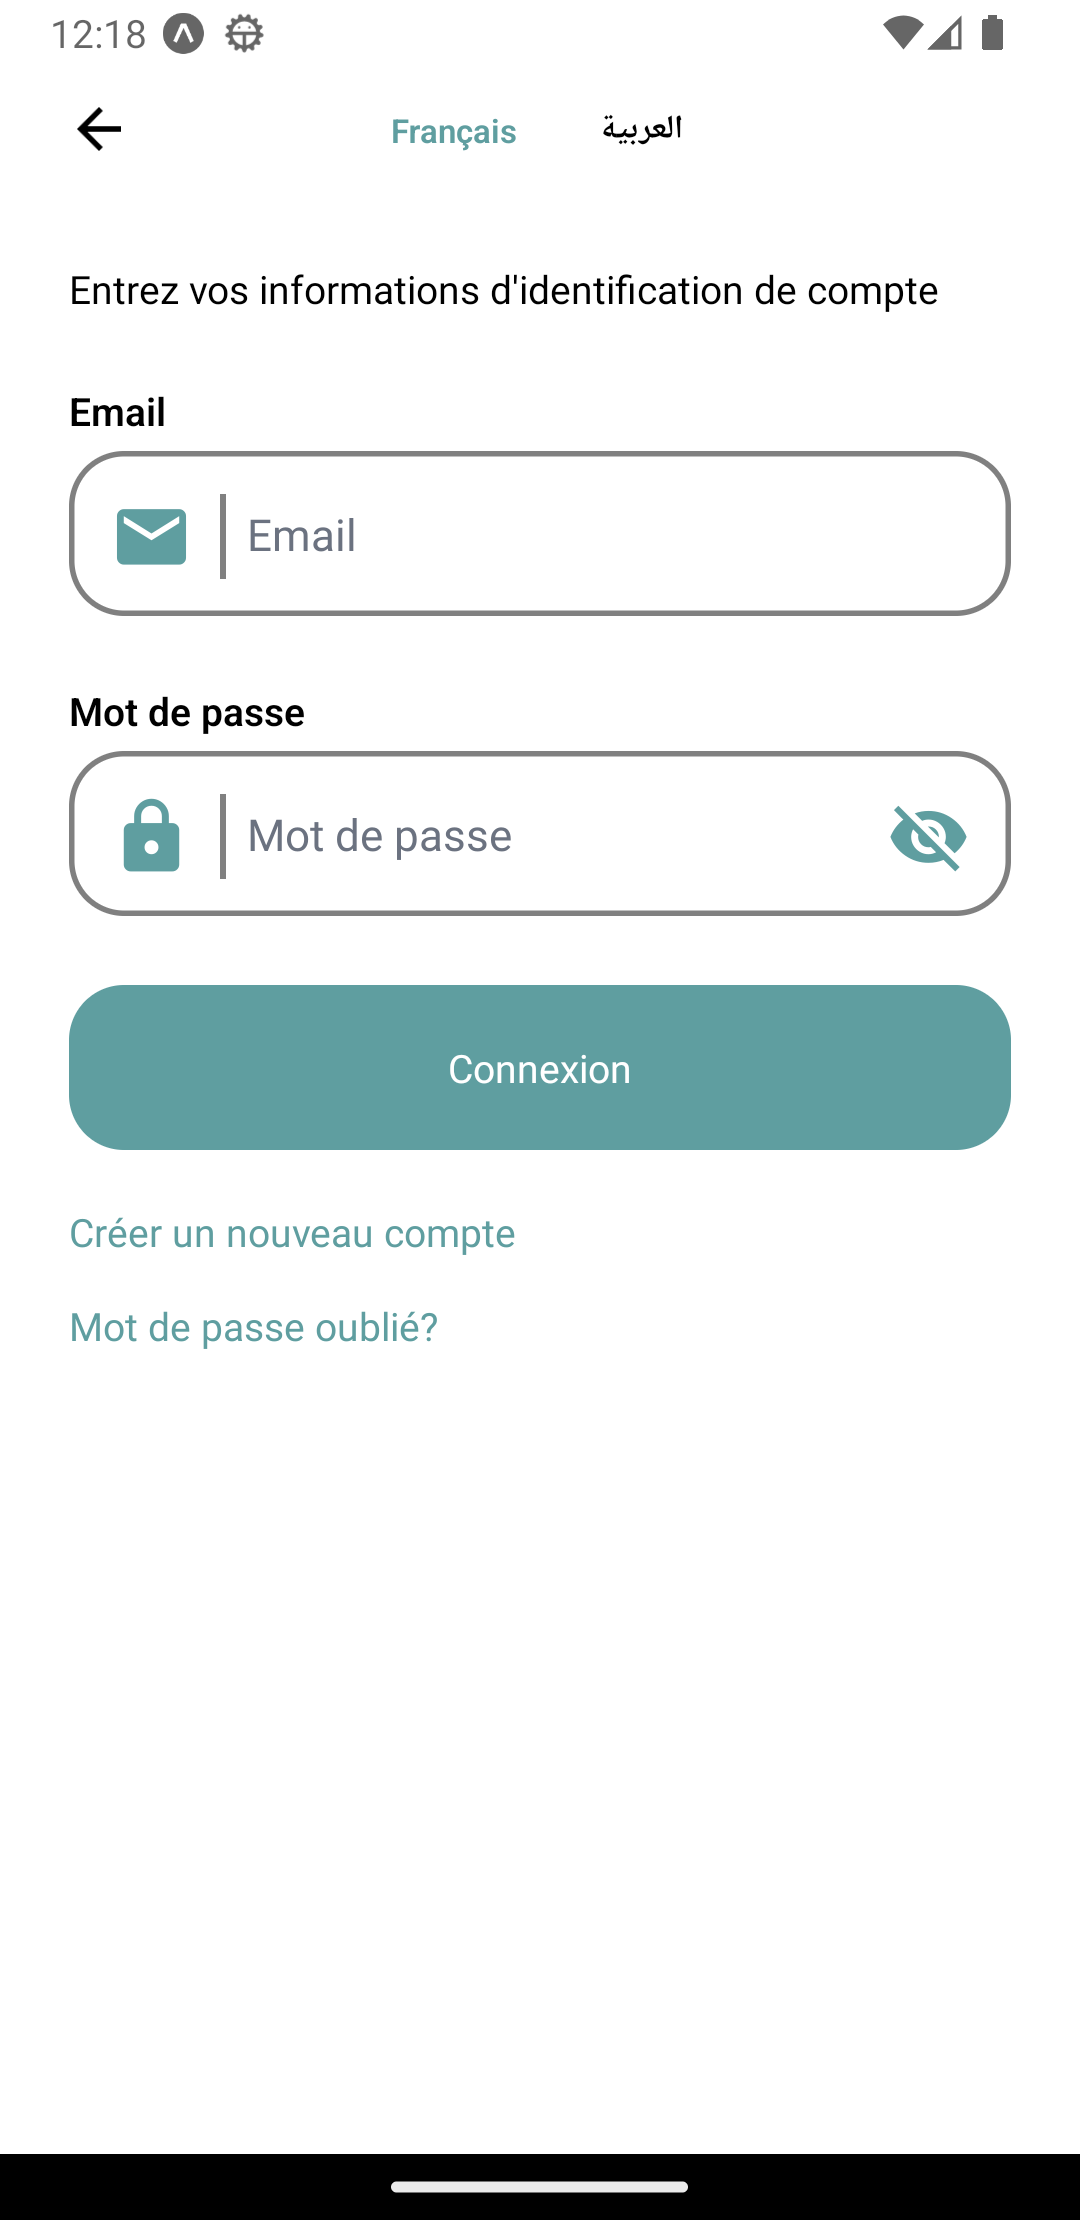 12:18
Français
العربية
Entrez vos informations d'identification de compte
Email
Email
Mot de passe
Mot de passe
Connexion
Créer un nouveau compte
Mot de passe oublié?